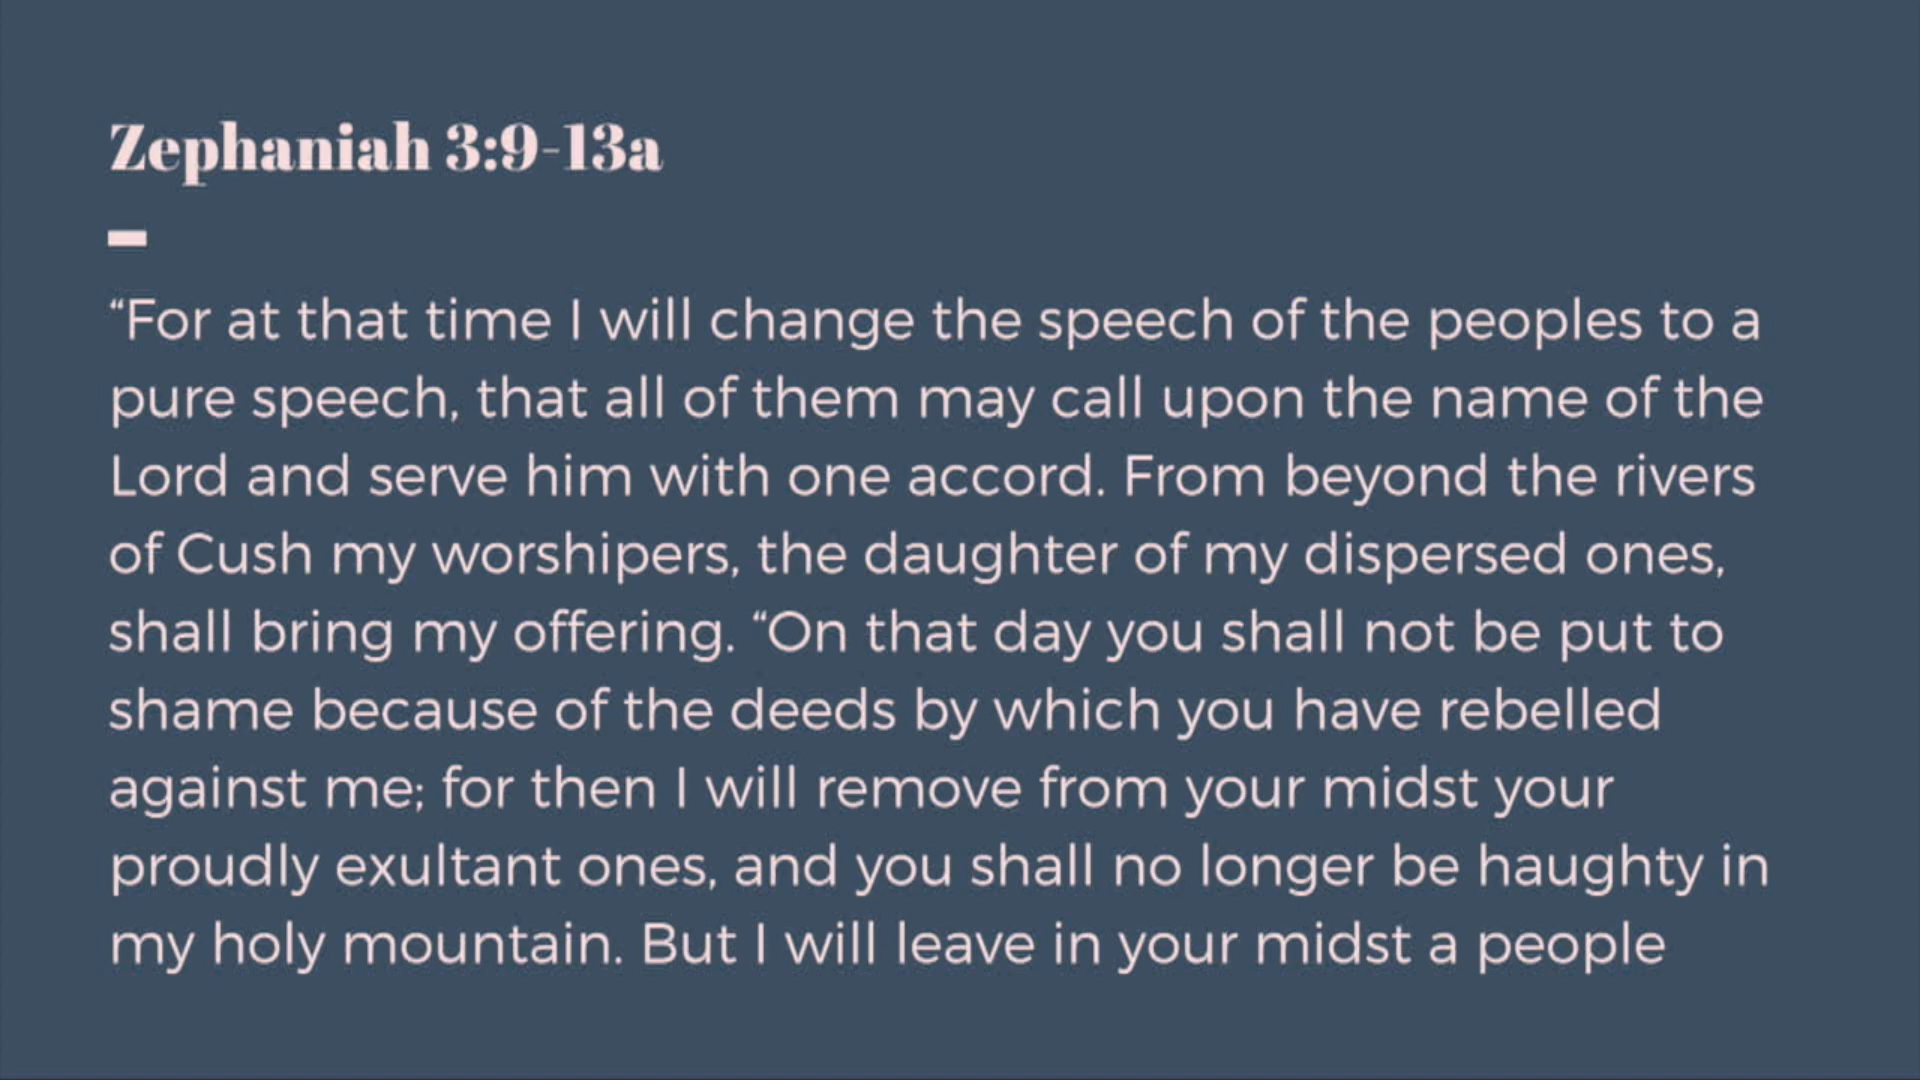 Zephaniah 3:9-13a
“For at that time I will change the speech of the peoples to a
pure speech, that all of them may call upon the name of the
Lord and serve him with one accord. From beyond the rivers
of Cush my worshipers, the daughter of my dispersed ones,
shall bring my offering. “On that day you shall not be put to
shame because of the deeds by which you have rebelled
against me; for then I will remove from your midst your
proudly exultant ones, and you shall no longer be haughty in
my holy mountain. But I will leave in your midst a people